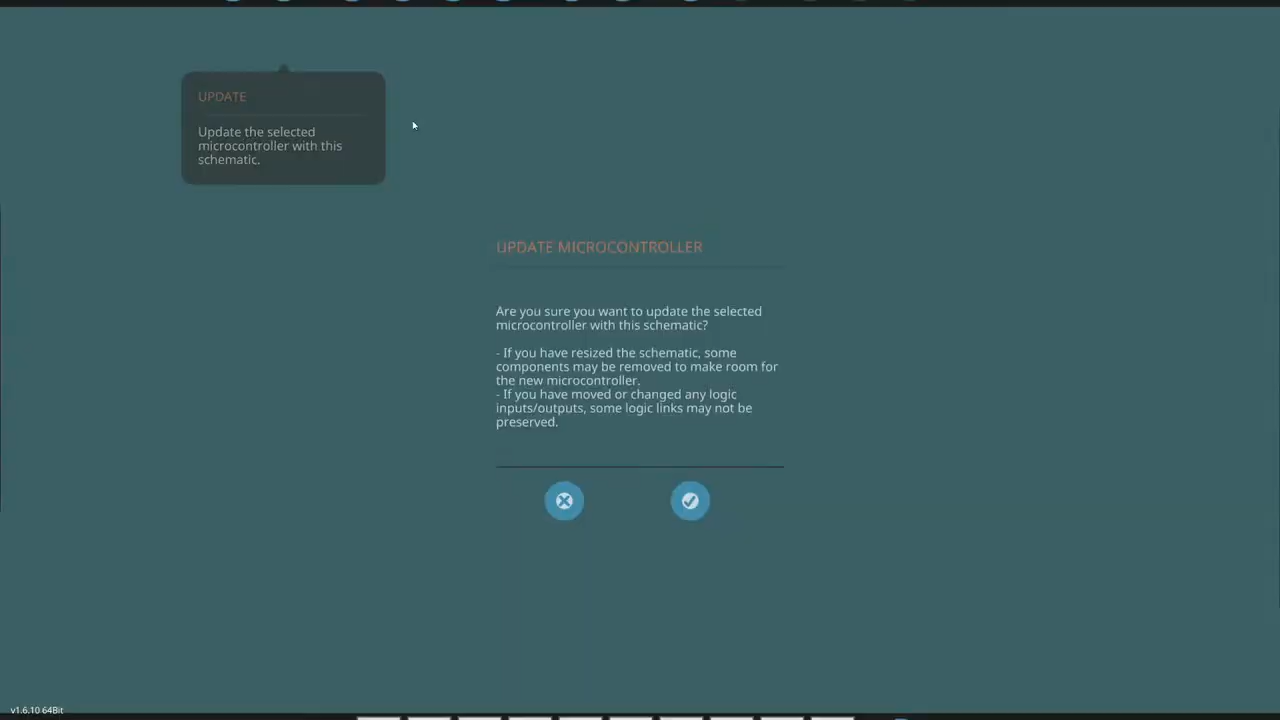 UPDATE
Update the selected
microcontroller with this
schematic.
UPDATE MICROCONTROLLER
Are you sure you want to update the selected
microcontroller with this schematic?
- If you have resized the schematic, some
components may be removed to make room for
the new microcontroller.
- If you have moved or changed any logic
inputs/outputs, some logic links may not be
preserved.
v1.6.10 64Bit